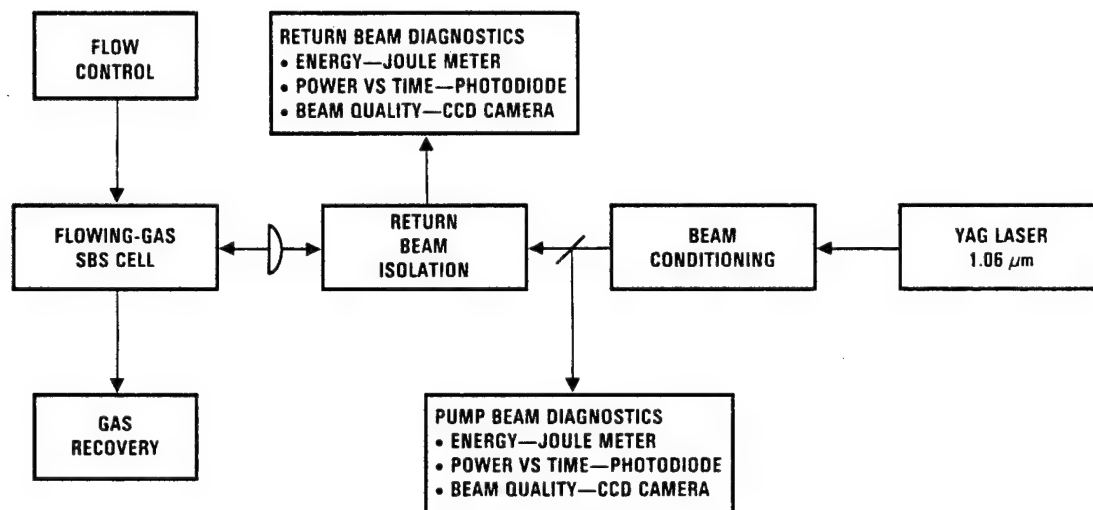 FLOW
CONTROL
RETURN BEAM DIAGNOSTICS
• ENERGY—JOULE METER
• POWER VS TIME—PHOTODIODE
• BEAM QUALITY—CCD CAMERA
FLOWING-GAS
SBS CELL
RETURN
BEAM
ISOLATION
BEAM
CONDITIONING
YAG LASER
1.06 μm
GAS
RECOVERY
PUMP BEAM DIAGNOSTICS
• ENERGY—JOULE METER
• POWER VS TIME—PHOTODIODE
• BEAM QUALITY—CCD CAMERA